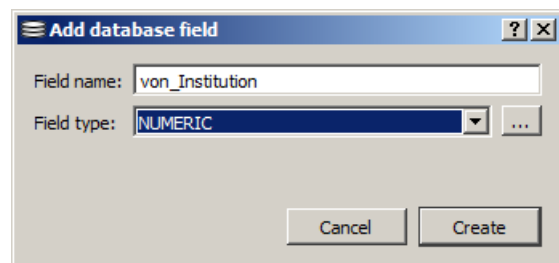 Add database field
Field name: von_Institution
Field type: NUMERIC ...
Cancel Create